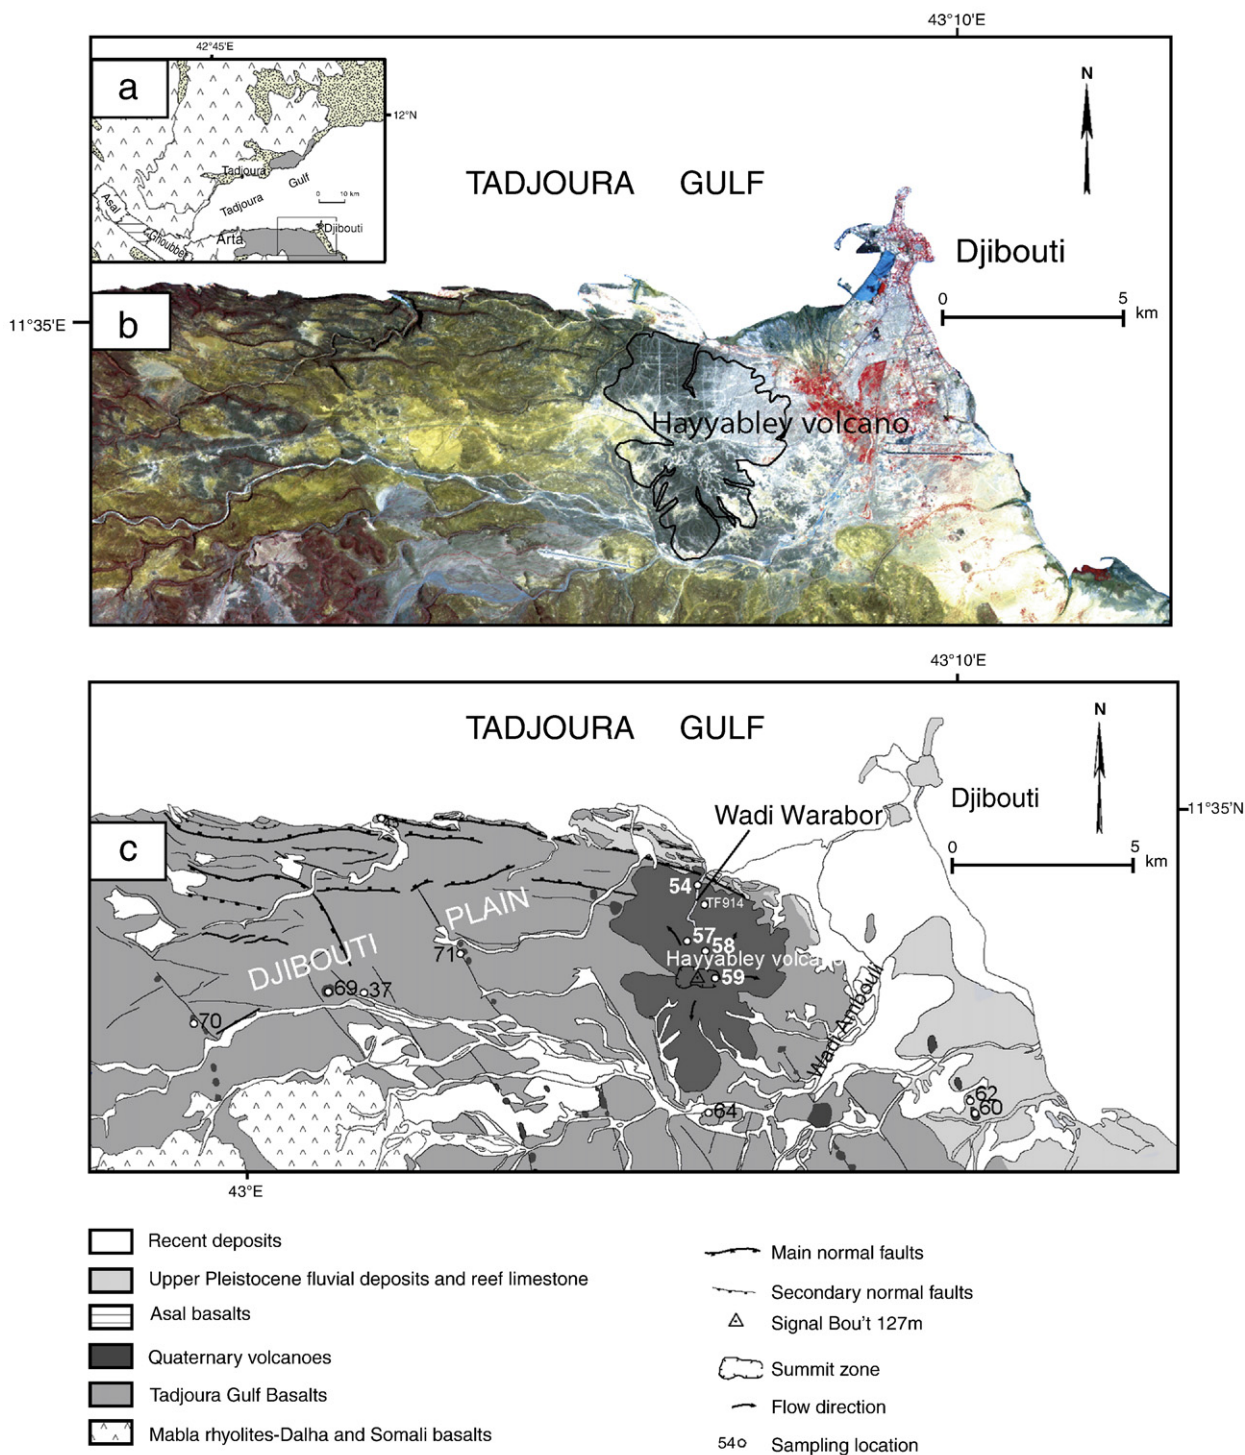 43°10'E
42°45'E
a
N
12°N
TADJOURA GULF
Tadjoura
Gulf
0 10 km
Tadjoura
Asal
Djibouti
Ghoubbet
Arta
Djibouti
0 5
km
b
11°35'E
Hayyabley volcano
43°10'E
N
TADJOURA GULF
Djibouti
11°35'N
Wadi Warabor
c
0 5
km
54
TF914
PLAIN
57
58
71
Hayyabley volcano
DJIBOUTI
59
69
37
Wadi Ambouli
70
62
60
64
43°E
Recent deposits
Upper Pleistocene fluvial deposits and reef limestone
Asal basalts
Quaternary volcanoes
Tadjoura Gulf Basalts
Mabla rhyolites-Dalha and Somali basalts
Main normal faults
Secondary normal faults
Signal Bou't 127m
Summit zone
Flow direction
54 Sampling location